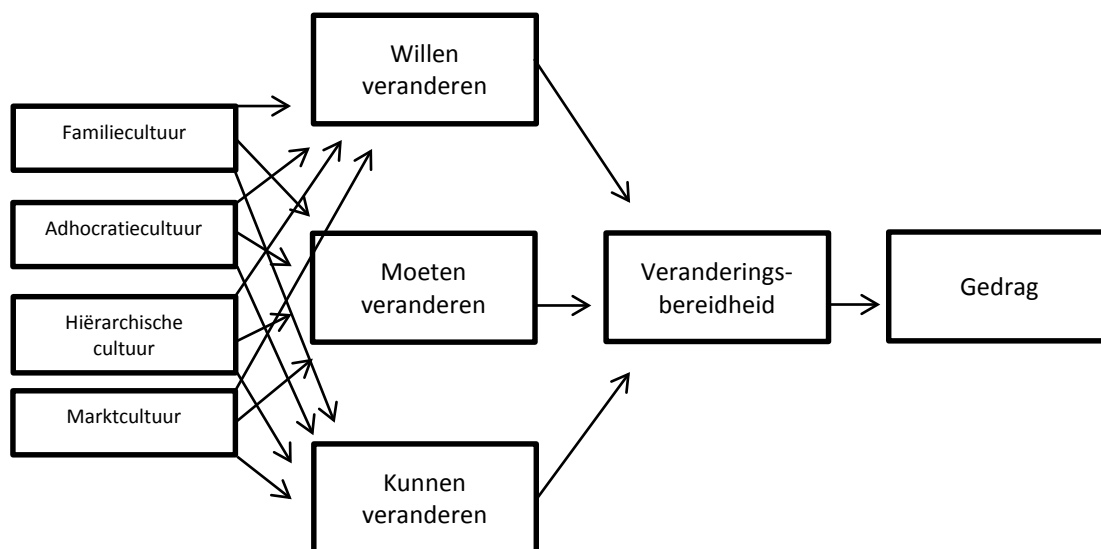 Familiecultuur
Adhocratiecultuur
Hiërarchische
cultuur
Marktcultuur
Willen
veranderen
Moeten
veranderen
Kunnen
veranderen
Veranderings-
bereidheid
Gedrag